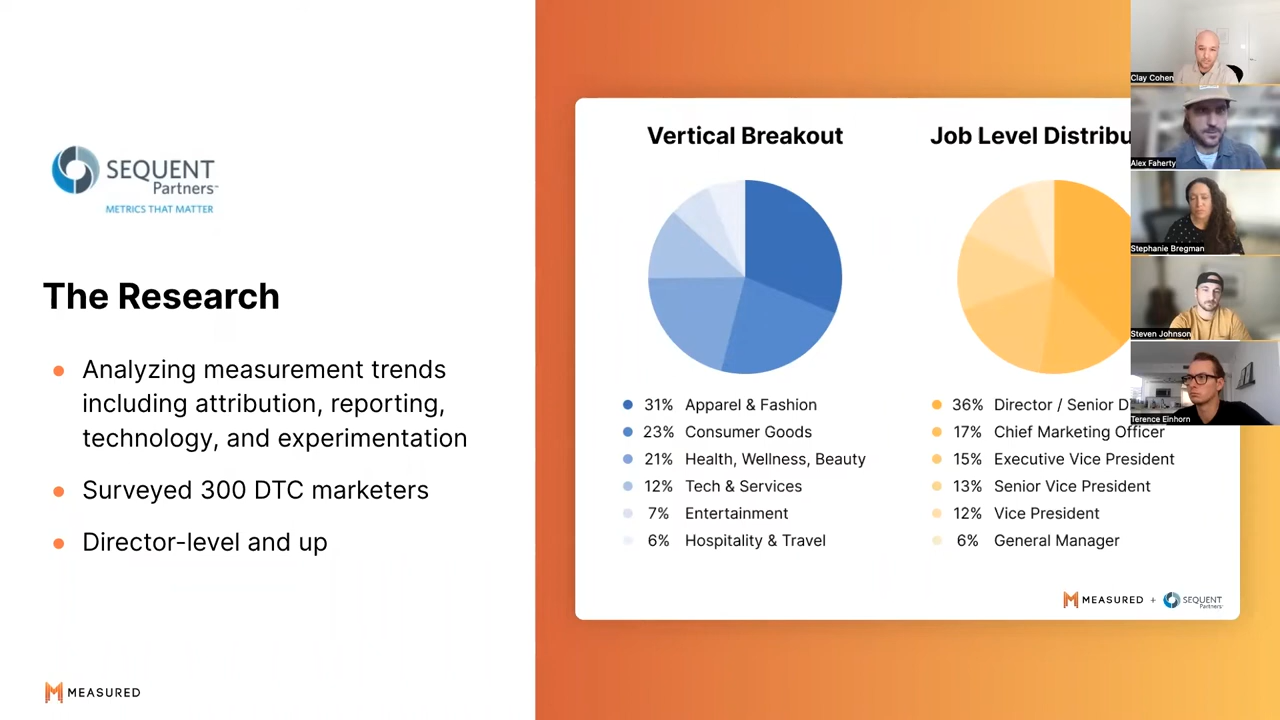 SEQUENT
Partners
METRICS THAT MATTER
The Research
Analyzing measurement trends
including attribution, reporting,
technology, and experimentation
Surveyed 300 DTC marketers
Director-level and up
MEASURED
Vertical Breakout
31% Apparel & Fashion
23% Consumer Goods
21% Health, Wellness, Beauty
12% Tech & Services
7% Entertainment
6% Hospitality & Travel
Job Level Distribu
36% Director / Senior D
17% Chief Marketing Officer
15% Executive Vice President
13% Senior Vice President
12% Vice President
6% General Manager
MEASURED + SEQUENT
Partners
Clay Cohen
Alex Faherty
Stephanie Bregman
Steven Johnson
Terence Einhorn